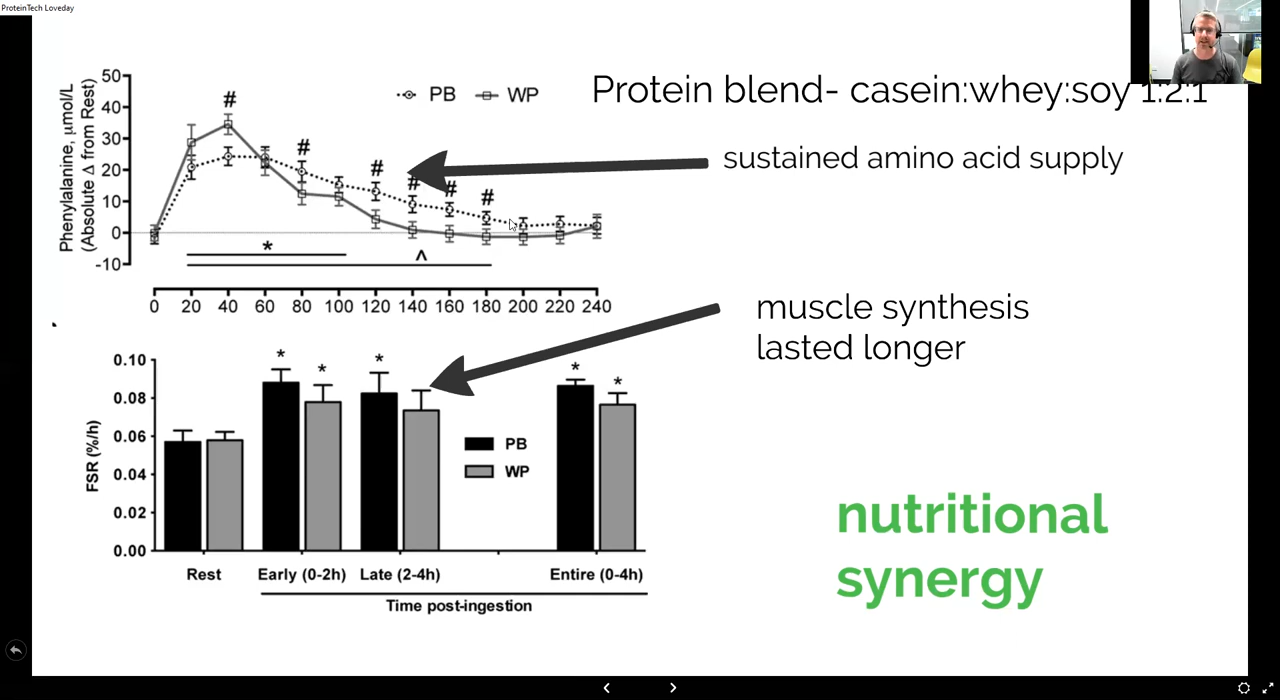 ProteinTech Loveday
Protein blend- casein:whey:soy 1:2:1
50
40
30
20
10
0
-10
Phenylalanine, µmol/L
(Absolute Δ from Rest)
PB
WP
#
#
#
#
#
#
*
^
0 20 40 60 80 100 120 140 160 180 200 220 240
sustained amino acid supply
muscle synthesis
lasted longer
0.10
0.08
0.06
0.04
0.02
0.00
FSR (%/h)
*
*
*
*
*
PB
WP
Rest Early (0-2h) Late (2-4h) Entire (0-4h)
Time post-ingestion
nutritional
synergy